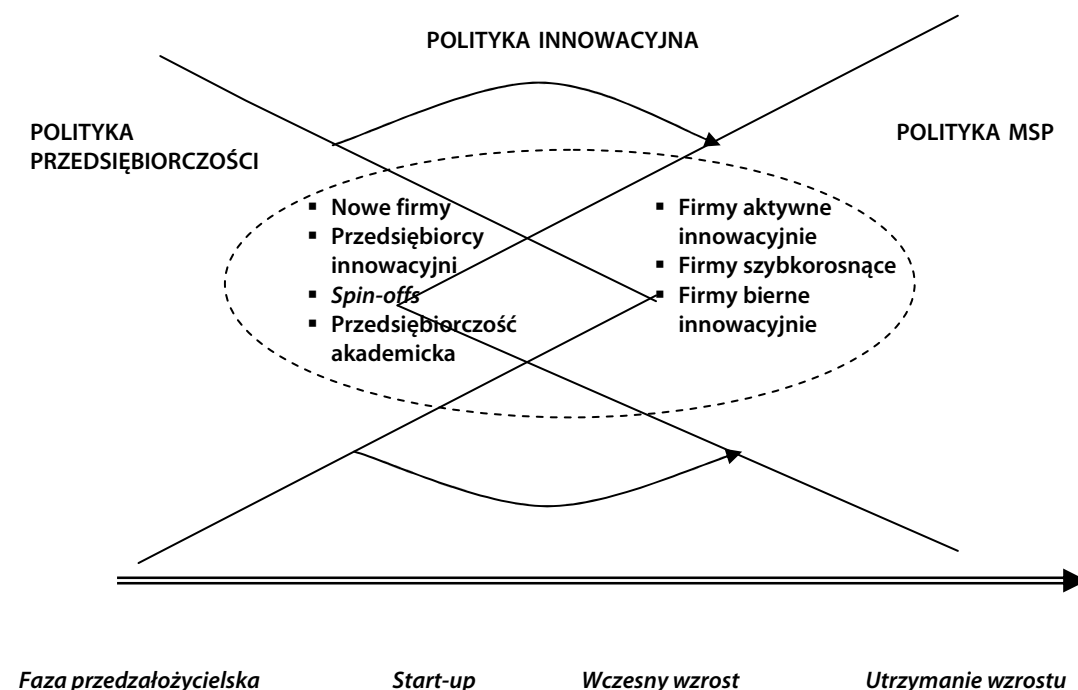 POLITYKA INNOWACYJNA
POLITYKA
PRZEDSIĘBIORCZOŚCI
POLITYKA MSP
▪ Nowe firmy
▪ Przedsiębiorcy
innowacyjni
▪ Spin-offs
▪ Przedsiębiorczość
akademicka
▪ Firmy aktywne
innowacyjnie
▪ Firmy szybkorosnące
▪ Firmy bierne
innowacyjnie
Faza przedzałożycielska
Start-up
Wczesny wzrost
Utrzymanie wzrostu